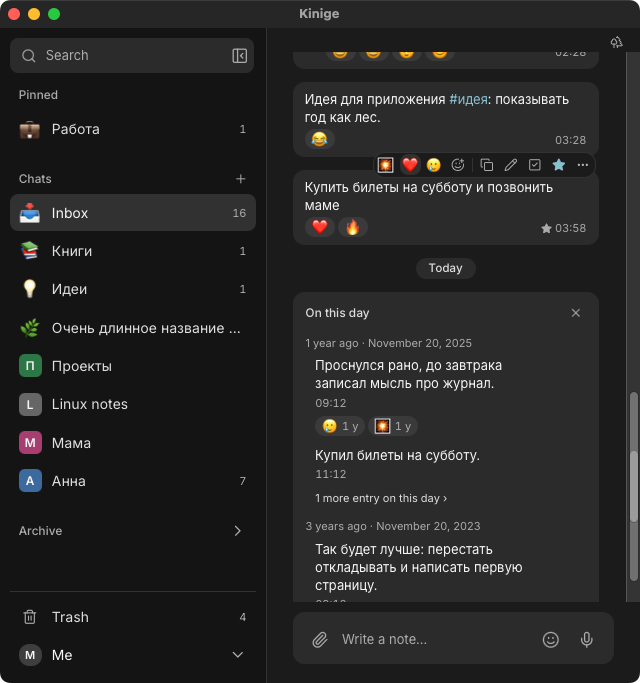 Kinige
Search
Pinned
Работа 1
Chats
Inbox 16
Книги 1
Идеи 1
Очень длинное название ...
П Проекты
L Linux notes
М Мама
А Анна 7
Archive
Trash 4
M Me
02:28
Идея для приложения #идея: показывать
год как лес.
03:28
Купить билеты на субботу и позвонить
маме
03:58
Today
On this day
1 year ago · November 20, 2025
Проснулся рано, до завтрака
записал мысль про журнал.
09:12
1 y 1 y
Купил билеты на субботу.
11:12
1 more entry on this day ›
3 years ago · November 20, 2023
Так будет лучше: перестать
откладывать и написать первую
страницу.
Write a note...